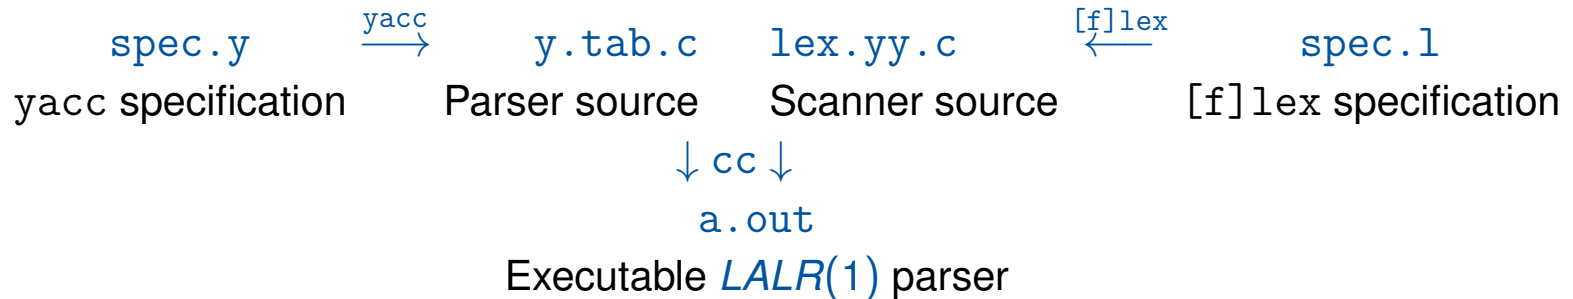 spec.y —yacc→ y.tab.c lex.yy.c ←[f]lex— spec.l
yacc specification Parser source Scanner source [f]lex specification
↓ cc ↓
a.out
Executable LALR(1) parser